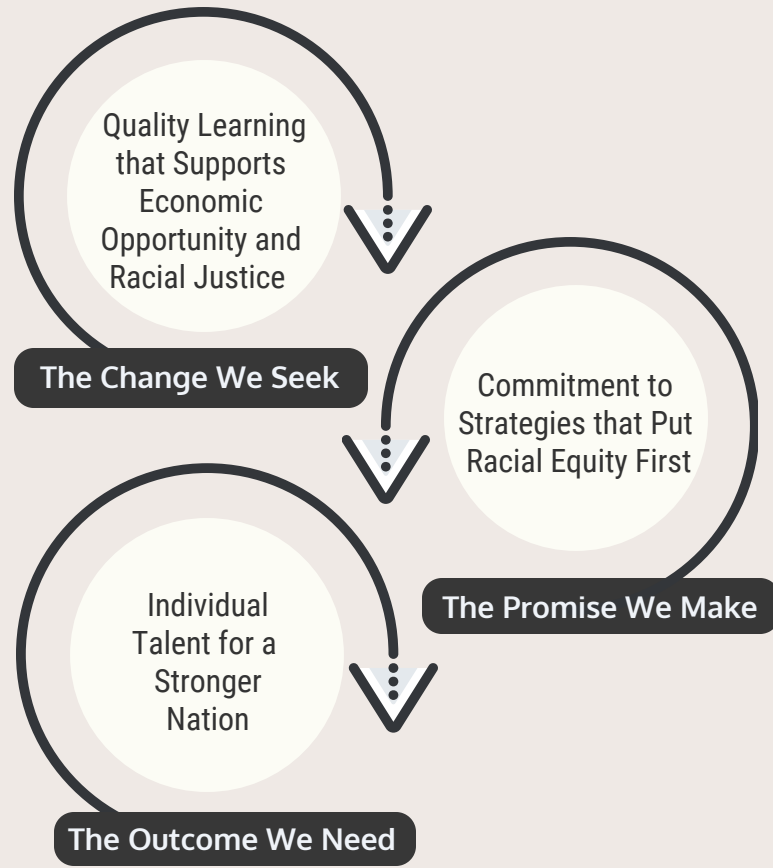 Quality Learning
that Supports
Economic
Opportunity and
Racial Justice
The Change We Seek
Commitment to
Strategies that Put
Racial Equity First
The Promise We Make
Individual
Talent for a
Stronger
Nation
The Outcome We Need